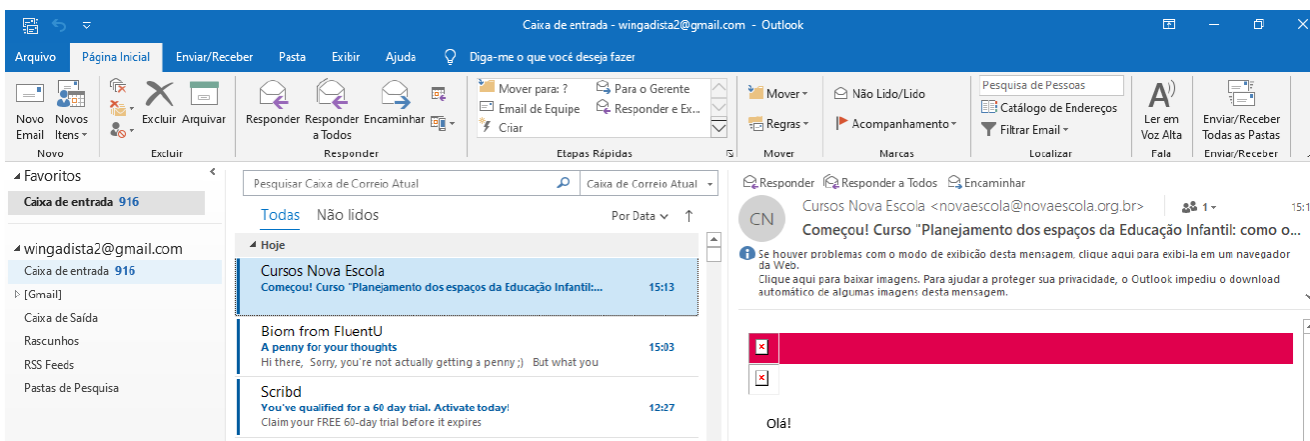 Caixa de entrada - wingadista2@gmail.com - Outlook
Arquivo Página Inicial Enviar/Receber Pasta Exibir Ajuda Diga-me o que você deseja fazer
Novo Email
Novos Itens
Excluir Arquivar
Responder Responder a Todos Encaminhar
Mover para: ? Para o Gerente
Email de Equipe Responder e Ex...
Criar
Mover
Regras
Não Lido/Lido
Acompanhamento
Pesquisa de Pessoas
Catálogo de Endereços
Filtrar Email
A
Ler em Voz Alta
Enviar/Receber Todas as Pastas
Novo Excluir Responder Etapas Rápidas Mover Marcas Localizar Fala Enviar/Receber
Favoritos
Caixa de entrada 916
wingadista2@gmail.com
Caixa de entrada 916
[Gmail]
Caixa de Saída
Rascunhos
RSS Feeds
Pastas de Pesquisa
Pesquisar Caixa de Correio Atual Caixa de Correio Atual
Todas Não lidos Por Data
Hoje
Cursos Nova Escola
Começou! Curso "Planejamento dos espaços da Educação Infantil:... 15:13
Biom from FluentU
A penny for your thoughts 15:03
Hi there, Sorry, you're not actually getting a penny ;) But what you
Scribd
You've qualified for a 60 day trial. Activate today! 12:27
Claim your FREE 60-day trial before it expires
Responder Responder a Todos Encaminhar
CN
Cursos Nova Escola <novaescola@novaescola.org.br> 1 15:1
Começou! Curso "Planejamento dos espaços da Educação Infantil: como o...
Se houver problemas com o modo de exibição desta mensagem, clique aqui para exibi-la em um navegador
da Web.
Clique aqui para baixar imagens. Para ajudar a proteger sua privacidade, o Outlook impediu o download
automático de algumas imagens desta mensagem.
Olá!